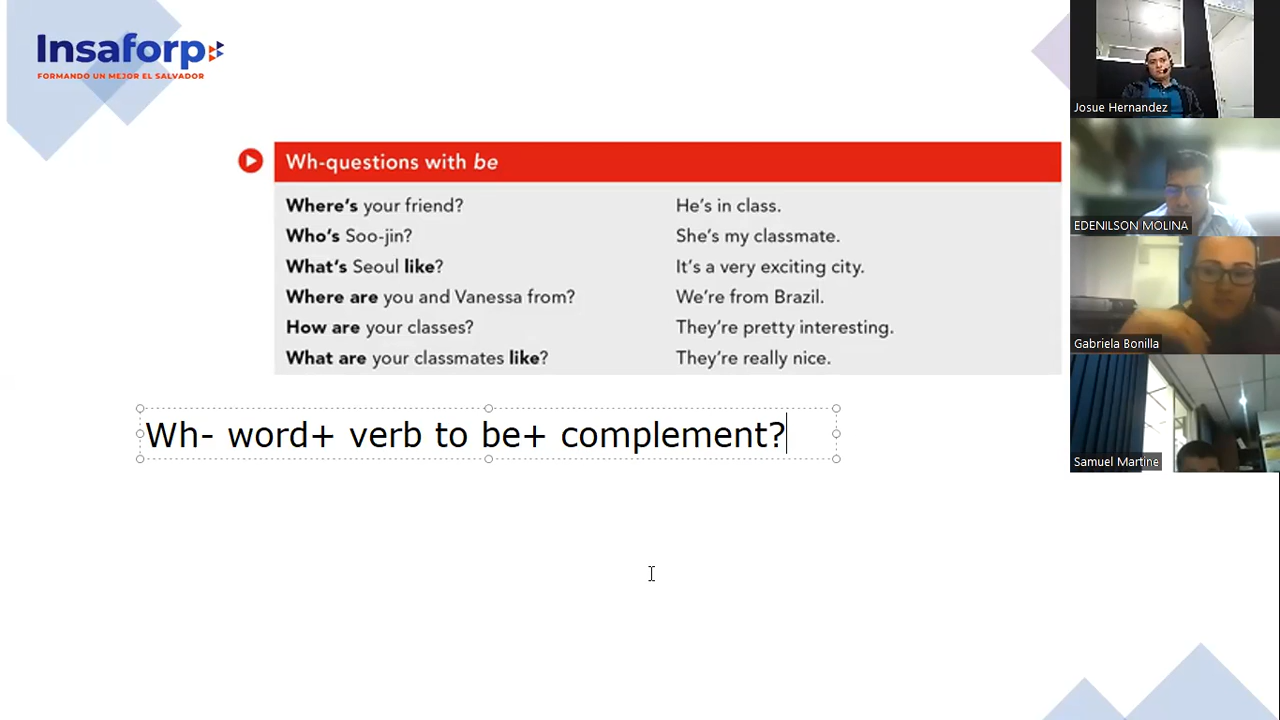 Insaforp
FORMANDO UN MEJOR EL SALVADOR
Wh-questions with be
Where's your friend? He's in class.
Who's Soo-jin? She's my classmate.
What's Seoul like? It's a very exciting city.
Where are you and Vanessa from? We're from Brazil.
How are your classes? They're pretty interesting.
What are your classmates like? They're really nice.
Wh- word+ verb to be+ complement?
Josue Hernandez
EDENILSON MOLINA
Gabriela Bonilla
Samuel Martine